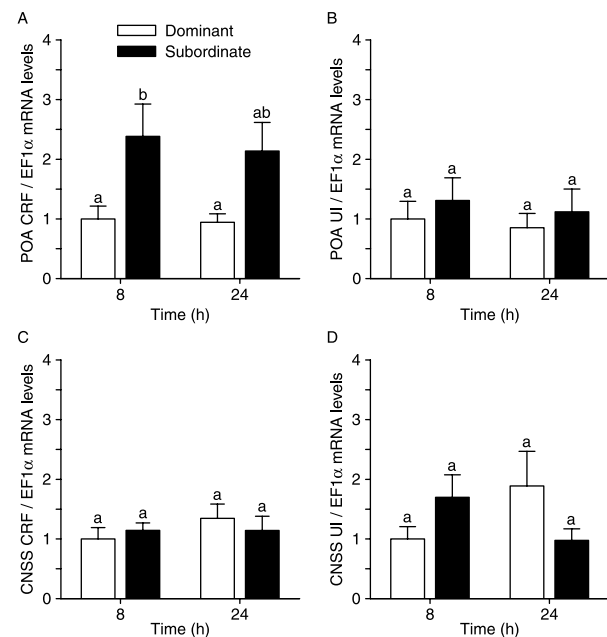 A
Dominant
Subordinate
POA CRF / EF1α mRNA levels
4
3
2
1
0
b
ab
a
a
8
24
Time (h)
B
POA UI / EF1α mRNA levels
4
3
2
1
0
a
a
a
a
8
24
Time (h)
C
CNSS CRF / EF1α mRNA levels
4
3
2
1
0
a
a
a
a
8
24
Time (h)
D
CNSS UI / EF1α mRNA levels
4
3
2
1
0
a
a
a
a
8
24
Time (h)